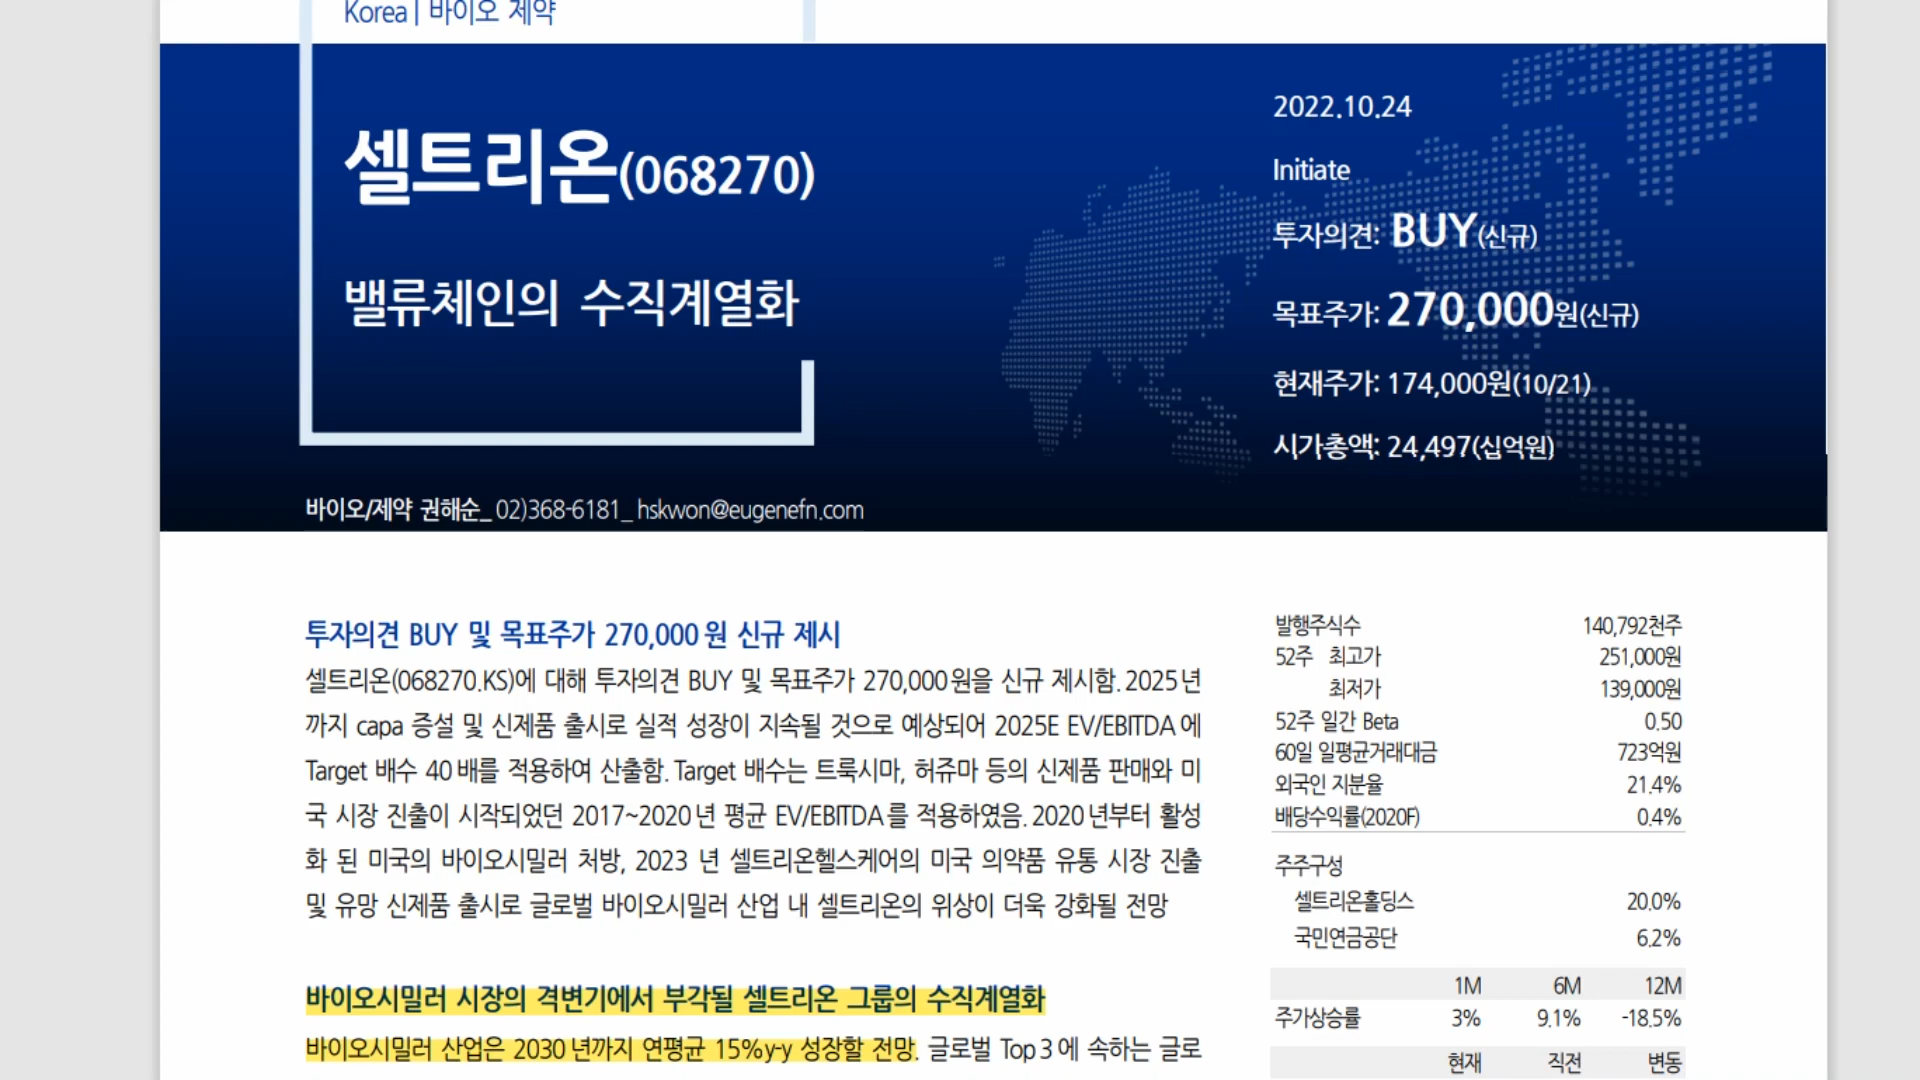 Korea | 바이오 제약
셀트리온(068270)
밸류체인의 수직계열화
2022.10.24
Initiate
투자의견: BUY(신규)
목표주가: 270,000원(신규)
현재주가: 174,000원(10/21)
시가총액: 24,497(십억원)
바이오/제약 권해순_ 02)368-6181_ hskwon@eugenefn.com
투자의견 BUY 및 목표주가 270,000원 신규 제시
셀트리온(068270.KS)에 대해 투자의견 BUY 및 목표주가 270,000원을 신규 제시함. 2025년
까지 capa 증설 및 신제품 출시로 실적 성장이 지속될 것으로 예상되어 2025E EV/EBITDA에
Target 배수 40배를 적용하여 산출함. Target 배수는 트룩시마, 허쥬마 등의 신제품 판매와 미
국 시장 진출이 시작되었던 2017~2020년 평균 EV/EBITDA를 적용하였음. 2020년부터 활성
화 된 미국의 바이오시밀러 처방, 2023 년 셀트리온헬스케어의 미국 의약품 유통 시장 진출
및 유망 신제품 출시로 글로벌 바이오시밀러 산업 내 셀트리온의 위상이 더욱 강화될 전망
바이오시밀러 시장의 격변기에서 부각될 셀트리온 그룹의 수직계열화
바이오시밀러 산업은 2030년까지 연평균 15%y-y 성장할 전망. 글로벌 Top3에 속하는 글로
발행주식수 140,792천주
52주 최고가 251,000원
최저가 139,000원
52주 일간 Beta 0.50
60일 일평균거래대금 723억원
외국인 지분율 21.4%
배당수익률(2020F) 0.4%
주주구성
셀트리온홀딩스 20.0%
국민연금공단 6.2%
1M 6M 12M
주가상승률 3% 9.1% -18.5%
현재 직전 변동